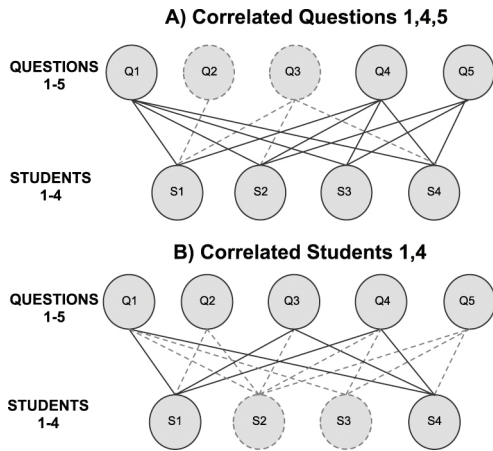 A) Correlated Questions 1,4,5
QUESTIONS
1-5
Q1 Q2 Q3 Q4 Q5
STUDENTS
1-4
S1 S2 S3 S4
B) Correlated Students 1,4
QUESTIONS
1-5
Q1 Q2 Q3 Q4 Q5
STUDENTS
1-4
S1 S2 S3 S4